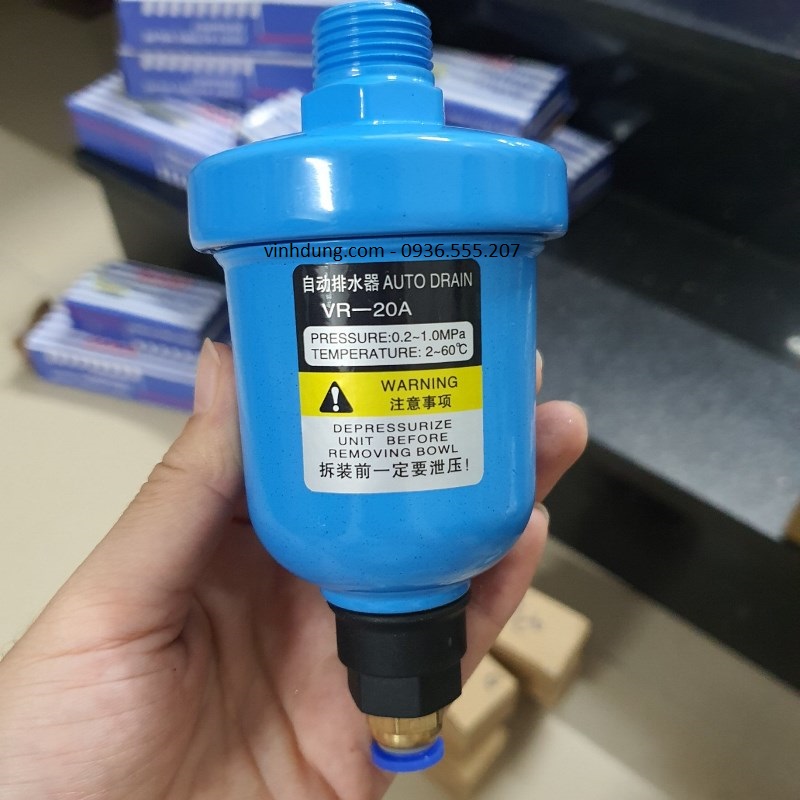 vinhdung.com - 0936.555.207
自动排水器 AUTO DRAIN
VR—20A
PRESSURE:0.2~1.0MPa
TEMPERATURE: 2~60℃
WARNING
注意事项
DEPRESSURIZE
UNIT BEFORE
REMOVING BOWL
拆装前一定要泄压!